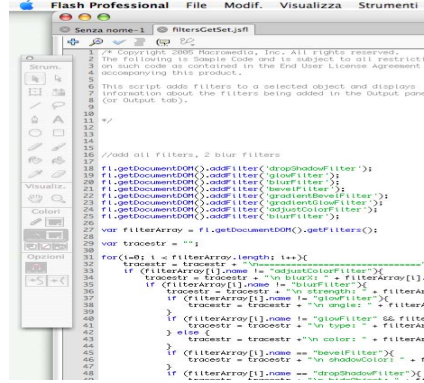 Flash Professional File Modif. Visualizza Strumenti
Senza nome-1 filtersGetSet.jsfl
Strum.
Visualiz.
Colori
Opzioni
1 /* Copyright 2005 Macromedia, Inc. All rights reserved.
2 The following is Sample Code and is subject to all restricti
3 on such code as contained in the End User License Agreement
4 accompanying this product.
5
6 This script adds filters to a selected object and displays
7 information about the filters being added in the Output pane
8 (or Output tab).
9
10
11 */
12
13
14
15
16 //add all filters, 2 blur filters
17
18 fl.getDocumentDOM().addFilter('dropShadowFilter');
19 fl.getDocumentDOM().addFilter('glowFilter');
20 fl.getDocumentDOM().addFilter('blurFilter');
21 fl.getDocumentDOM().addFilter('bevelFilter');
22 fl.getDocumentDOM().addFilter('gradientBevelFilter');
23 fl.getDocumentDOM().addFilter('gradientGlowFilter');
24 fl.getDocumentDOM().addFilter('adjustColorFilter');
25 fl.getDocumentDOM().addFilter('blurFilter');
26
27 var filterArray = fl.getDocumentDOM().getFilters();
28
29 var tracestr = "";
30
31 for(i=0; i < filterArray.length; i++){
32 tracestr = tracestr + "\n
33 if (filterArray[i].name != "adjustColorFilter"){
34 tracestr = tracestr + "\n blurX: " + filterArray[i].
35 if (filterArray[i].name != "blurFilter"){
36 tracestr = tracestr + "\n strength: " + filterAr
37 if (filterArray[i].name != "glowFilter"){
38 tracestr = tracestr + "\n angle: " + filterA
39 }
40 if (filterArray[i].name != "glowFilter" && filte
41 tracestr = tracestr + "\n type: " + filterAr
42 } else {
43 tracestr = tracestr +"\n color: " + filterAr
44 }
45 if (filterArray[i].name == "bevelFilter"){
46 tracestr = tracestr + "\n shadowColor: " + f
47 }
48 if (filterArray[i].name == "dropShadowFilter"){
49 tracestr = tracestr + "\n hideObject: " + f